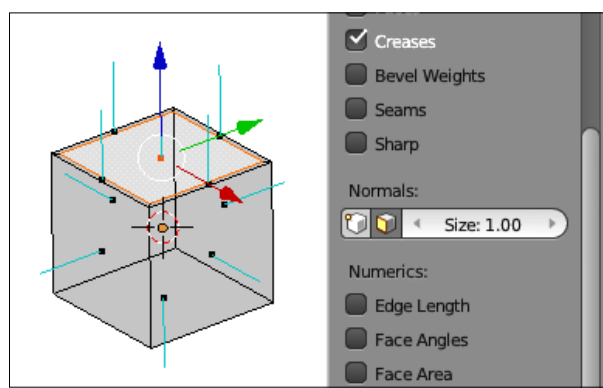 Creases
Bevel Weights
Seams
Sharp
Normals:
Size: 1.00
Numerics:
Edge Length
Face Angles
Face Area